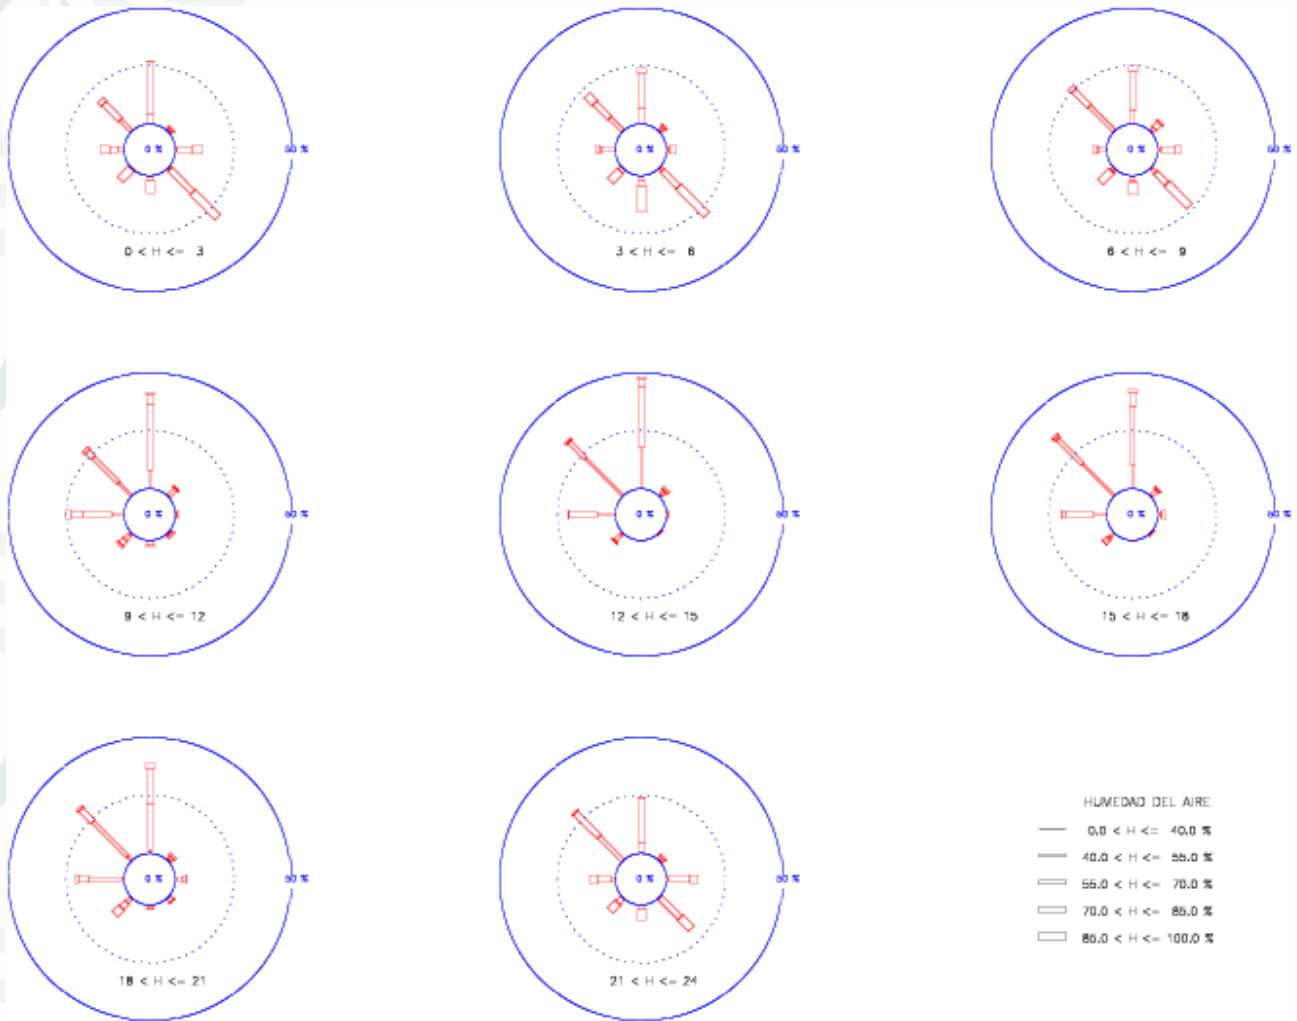 0 %
50 %
0 < H <= 3
0 %
50 %
3 < H <= 6
0 %
50 %
6 < H <= 9
0 %
50 %
9 < H <= 12
0 %
50 %
12 < H <= 15
0 %
50 %
15 < H <= 18
0 %
50 %
18 < H <= 21
0 %
50 %
21 < H <= 24
HUMEDAD DEL AIRE
0.0 < H <= 40.0 %
40.0 < H <= 55.0 %
55.0 < H <= 70.0 %
70.0 < H <= 85.0 %
85.0 < H <= 100.0 %